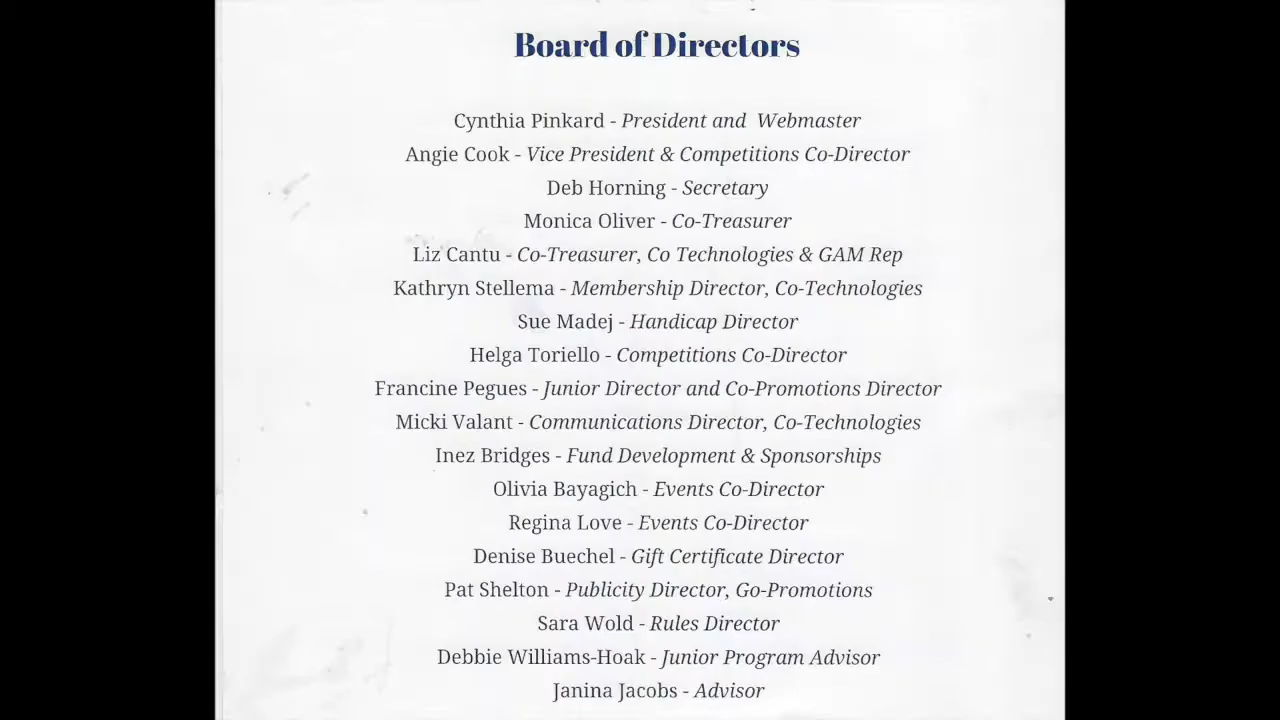 Board of Directors
Cynthia Pinkard - President and Webmaster
Angie Cook - Vice President & Competitions Co-Director
Deb Horning - Secretary
Monica Oliver - Co-Treasurer
Liz Cantu - Co-Treasurer, Co Technologies & GAM Rep
Kathryn Stellema - Membership Director, Co-Technologies
Sue Madej - Handicap Director
Helga Toriello - Competitions Co-Director
Francine Pegues - Junior Director and Co-Promotions Director
Micki Valant - Communications Director, Co-Technologies
Inez Bridges - Fund Development & Sponsorships
Olivia Bayagich - Events Co-Director
Regina Love - Events Co-Director
Denise Buechel - Gift Certificate Director
Pat Shelton - Publicity Director, Go-Promotions
Sara Wold - Rules Director
Debbie Williams-Hoak - Junior Program Advisor
Janina Jacobs - Advisor